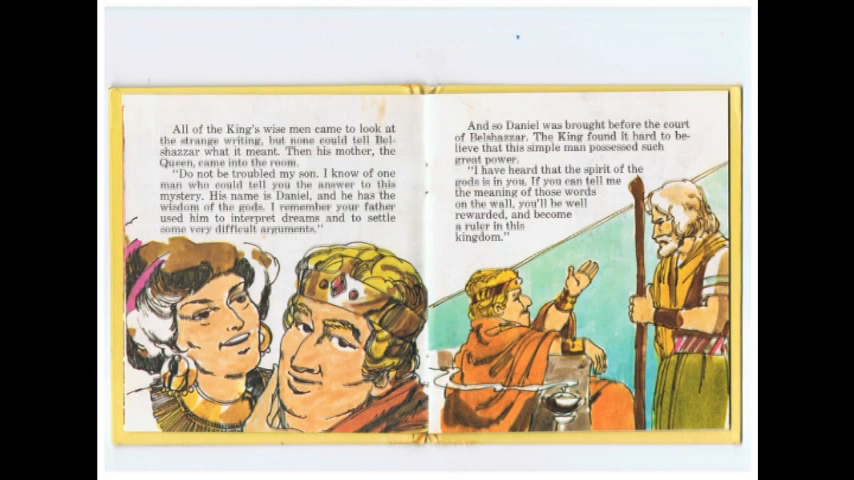 All of the King's wise men came to look at
the strange writing, but none could tell Bel-
shazzar what it meant. Then his mother, the
Queen, came into the room.
"Do not be troubled my son. I know of one
man who could tell you the answer to this
mystery. His name is Daniel, and he has the
wisdom of the gods. I remember your father
used him to interpret dreams and to settle
some very difficult arguments."
And so Daniel was brought before the court
of Belshazzar. The King found it hard to be-
lieve that this simple man possessed such
great power.
"I have heard that the spirit of the
gods is in you. If you can tell me
the meaning of those words
on the wall, you'll be well
rewarded, and become
a ruler in this
kingdom."